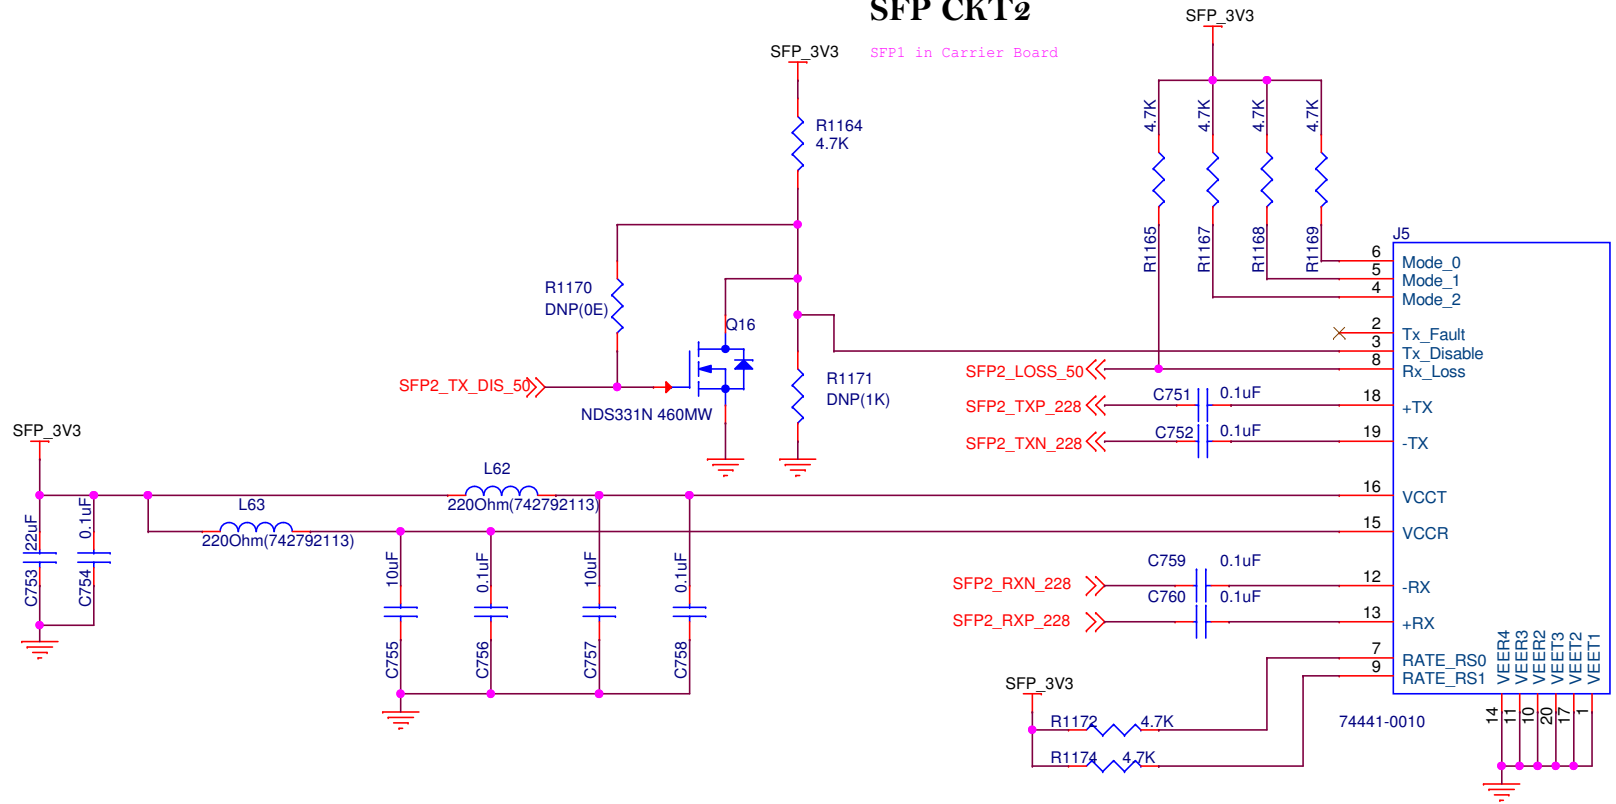 SFP CKT2
SFP1 in Carrier Board
SFP_3V3
SFP_3V3
R1164
4.7K
4.7K
4.7K
4.7K
4.7K
R1165
R1167
R1168
R1169
J5
6
Mode_0
5
Mode_1
4
Mode_2
2
Tx_Fault
3
Tx_Disable
8
Rx_Loss
18
+TX
19
-TX
16
VCCT
15
VCCR
12
-RX
13
+RX
7
RATE_RS0
9
RATE_RS1
VEER4
VEER3
VEER2
VEET3
VEET2
VEET1
14
11
10
20
17
1
74441-0010
R1170
DNP(0E)
Q16
SFP2_TX_DIS_50
NDS331N 460MW
R1171
DNP(1K)
SFP2_LOSS_50
SFP2_TXP_228
C751
0.1uF
SFP2_TXN_228
C752
0.1uF
SFP_3V3
L62
220Ohm(742792113)
L63
220Ohm(742792113)
22uF
C753
0.1uF
C754
10uF
C755
0.1uF
C756
10uF
C757
0.1uF
C758
SFP2_RXN_228
C759
0.1uF
SFP2_RXP_228
C760
0.1uF
SFP_3V3
R1172
4.7K
R1174
4.7K